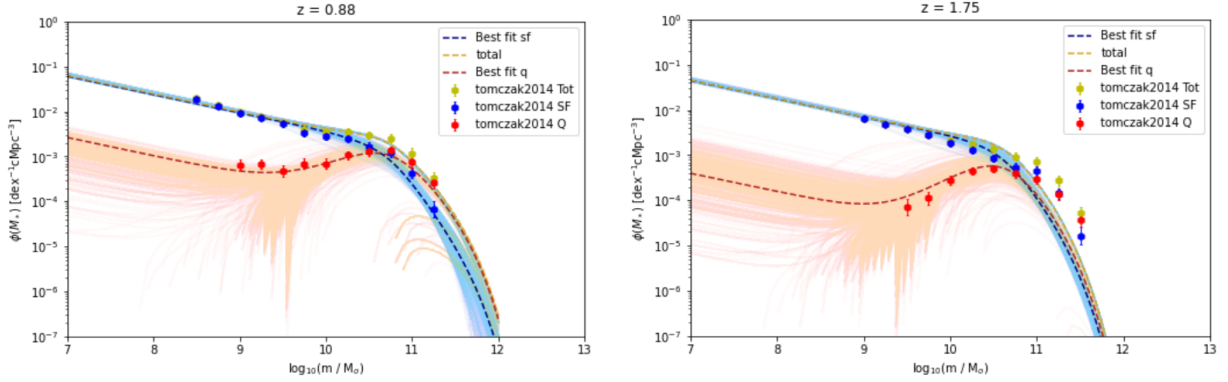 z = 0.88
10⁰
10⁻¹
10⁻²
10⁻³
10⁻⁴
10⁻⁵
10⁻⁶
10⁻⁷
ϕ(M⋆) [dex⁻¹cMpc⁻³]
Best fit sf
total
Best fit q
tomczak2014 Tot
tomczak2014 SF
tomczak2014 Q
7 8 9 10 11 12 13
log₁₀(m / M₀)
z = 1.75
10⁰
10⁻¹
10⁻²
10⁻³
10⁻⁴
10⁻⁵
10⁻⁶
10⁻⁷
ϕ(M⋆) [dex⁻¹cMpc⁻³]
Best fit sf
total
Best fit q
tomczak2014 Tot
tomczak2014 SF
tomczak2014 Q
7 8 9 10 11 12 13
log₁₀(m / M₀)